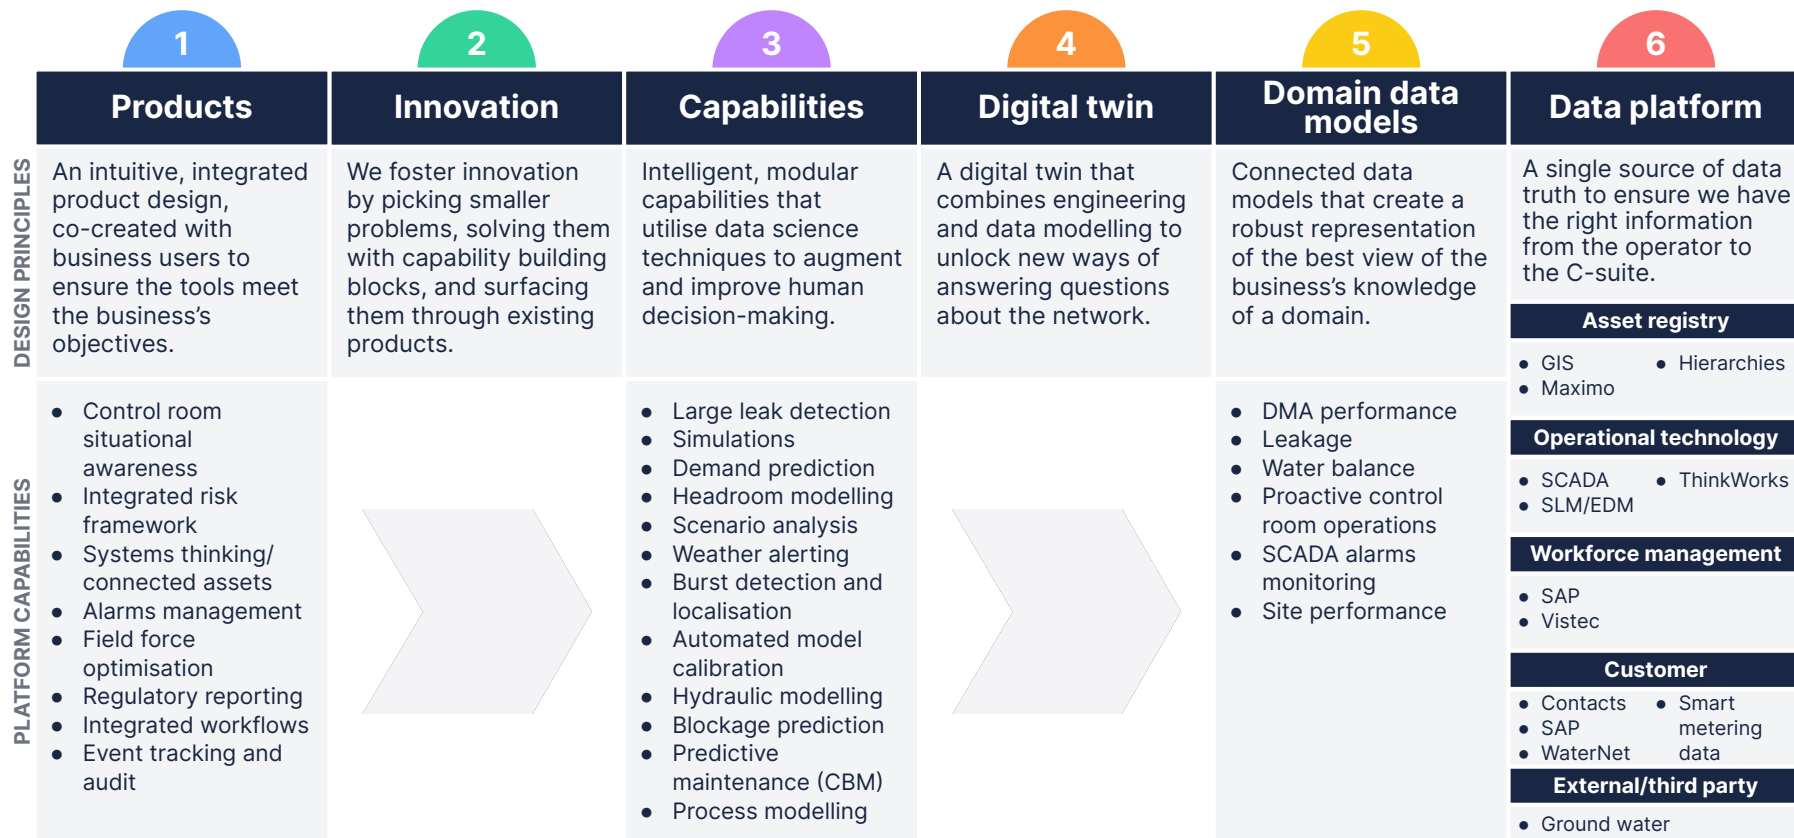 1
2
3
4
5
6
Products
Innovation
Capabilities
Digital twin
Domain data
models
Data platform
DESIGN PRINCIPLES
An intuitive, integrated
product design,
co-created with
business users to
ensure the tools meet
the business's
objectives.
We foster innovation
by picking smaller
problems, solving them
with capability building
blocks, and surfacing
them through existing
products.
Intelligent, modular
capabilities that
utilise data science
techniques to augment
and improve human
decision-making.
A digital twin that
combines engineering
and data modelling to
unlock new ways of
answering questions
about the network.
Connected data
models that create a
robust representation
of the best view of the
business's knowledge
of a domain.
A single source of data
truth to ensure we have
the right information
from the operator to
the C-suite.
PLATFORM CAPABILITIES
● Control room
situational
awareness
● Integrated risk
framework
● Systems thinking/
connected assets
● Alarms management
● Field force
optimisation
● Regulatory reporting
● Integrated workflows
● Event tracking and
audit
● Large leak detection
● Simulations
● Demand prediction
● Headroom modelling
● Scenario analysis
● Weather alerting
● Burst detection and
localisation
● Automated model
calibration
● Hydraulic modelling
● Blockage prediction
● Predictive
maintenance (CBM)
● Process modelling
● DMA performance
● Leakage
● Water balance
● Proactive control
room operations
● SCADA alarms
monitoring
● Site performance
Asset registry
● GIS
● Maximo
● Hierarchies
Operational technology
● SCADA
● SLM/EDM
● ThinkWorks
Workforce management
● SAP
● Vistec
Customer
● Contacts
● SAP
● WaterNet
● Smart
metering
data
External/third party
● Ground water